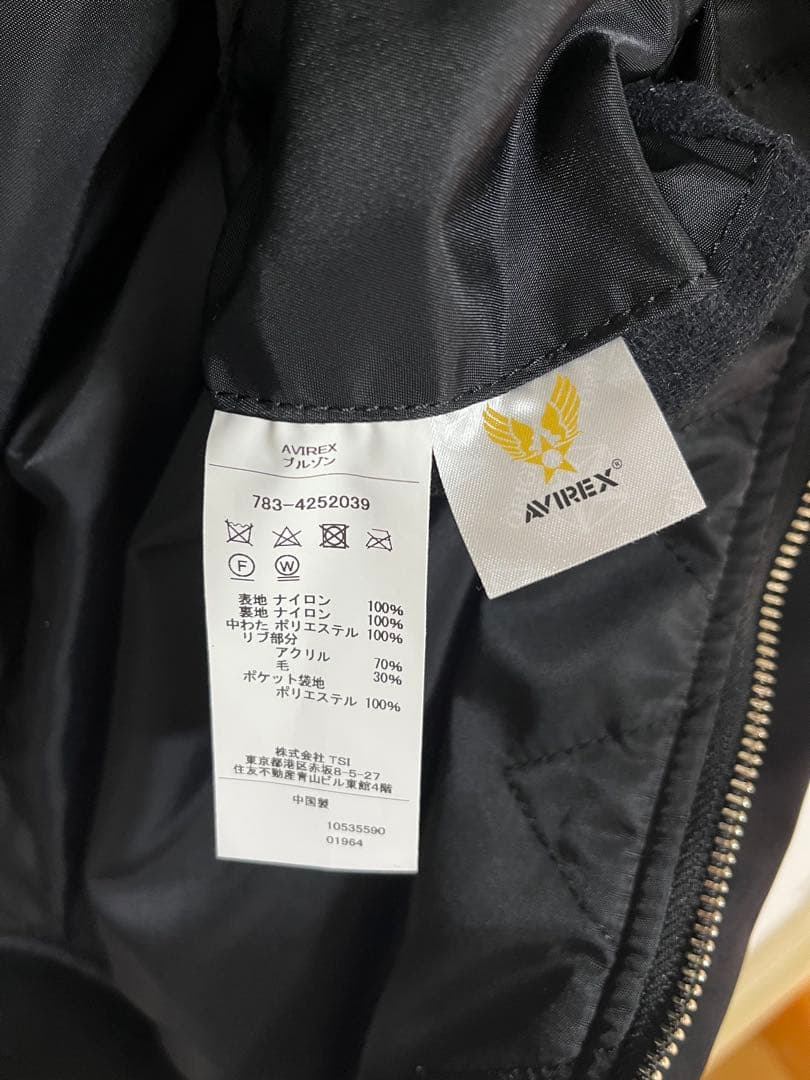 AVIREX
ブルゾン
783-4252039
F W
表地 ナイロン 100%
裏地 ナイロン 100%
中わた ポリエステル 100%
リブ部分
アクリル 70%
毛 30%
ポケット袋地
ポリエステル 100%
株式会社 TSI
東京都港区赤坂8-5-27
住友不動産青山ビル東館4階
中国製
10535590
01964
AVIREX®